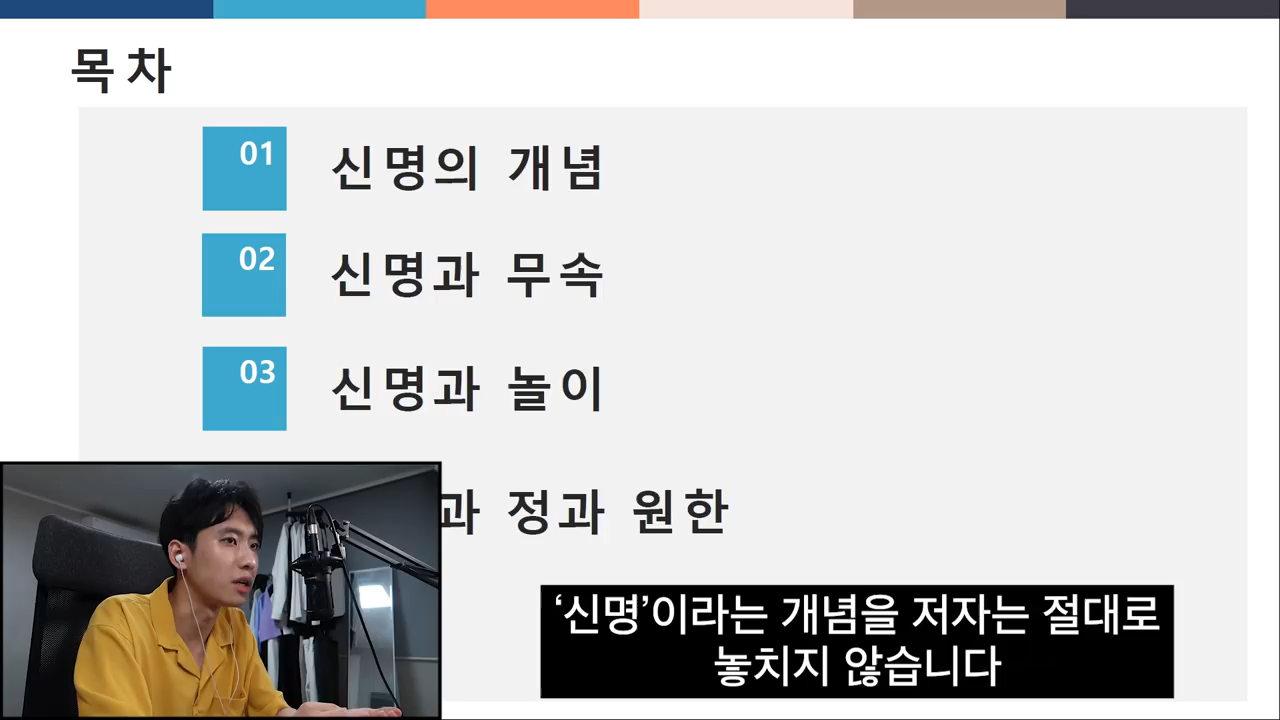 목차
01 신명의 개념
02 신명과 무속
03 신명과 놀이
과 정과 원한
‘신명’이라는 개념을 저자는 절대로
놓치지 않습니다